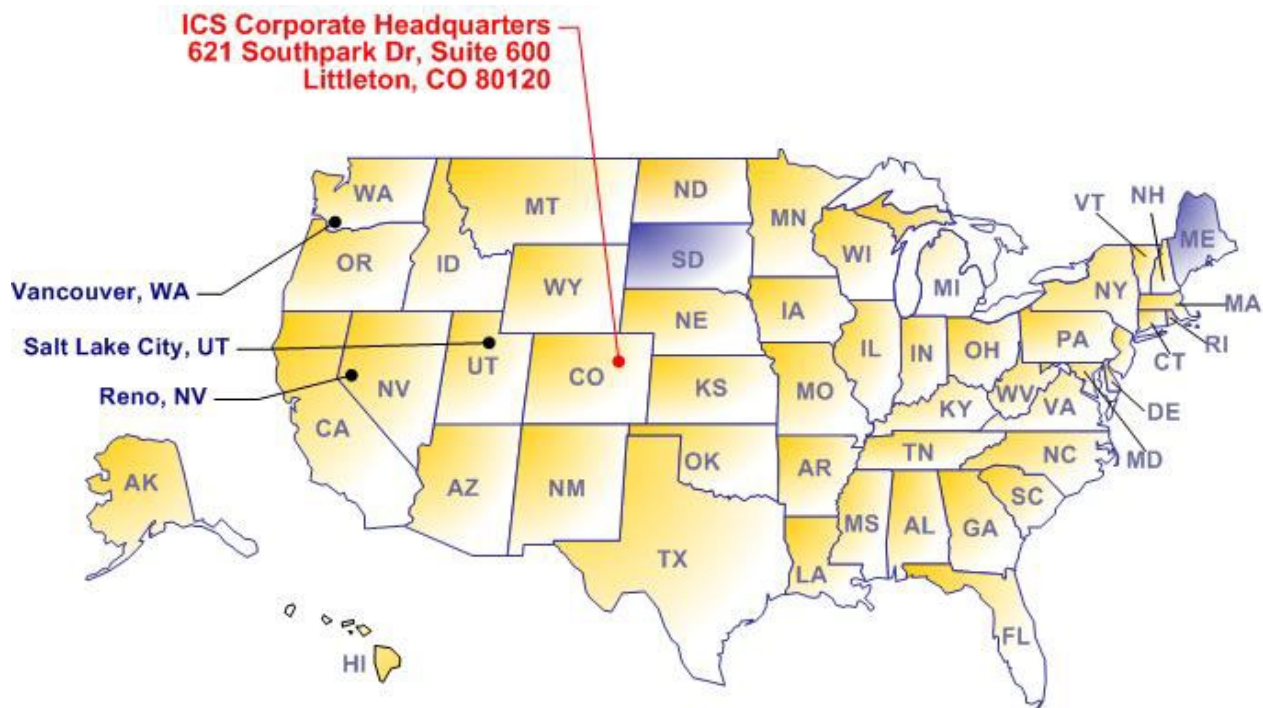 ICS Corporate Headquarters
621 Southpark Dr, Suite 600
Littleton, CO 80120
WA
MT
ND
MN
VT
NH
ME
OR
ID
SD
WI
MI
NY
MA
WY
Vancouver, WA
IA
NE
PA
RI
Salt Lake City, UT
UT
CO
IL
IN
OH
CT
NV
KS
MO
WV
VA
DE
Reno, NV
CA
KY
MD
AK
AZ
NM
OK
AR
TN
NC
SC
MS
AL
GA
TX
LA
FL
HI